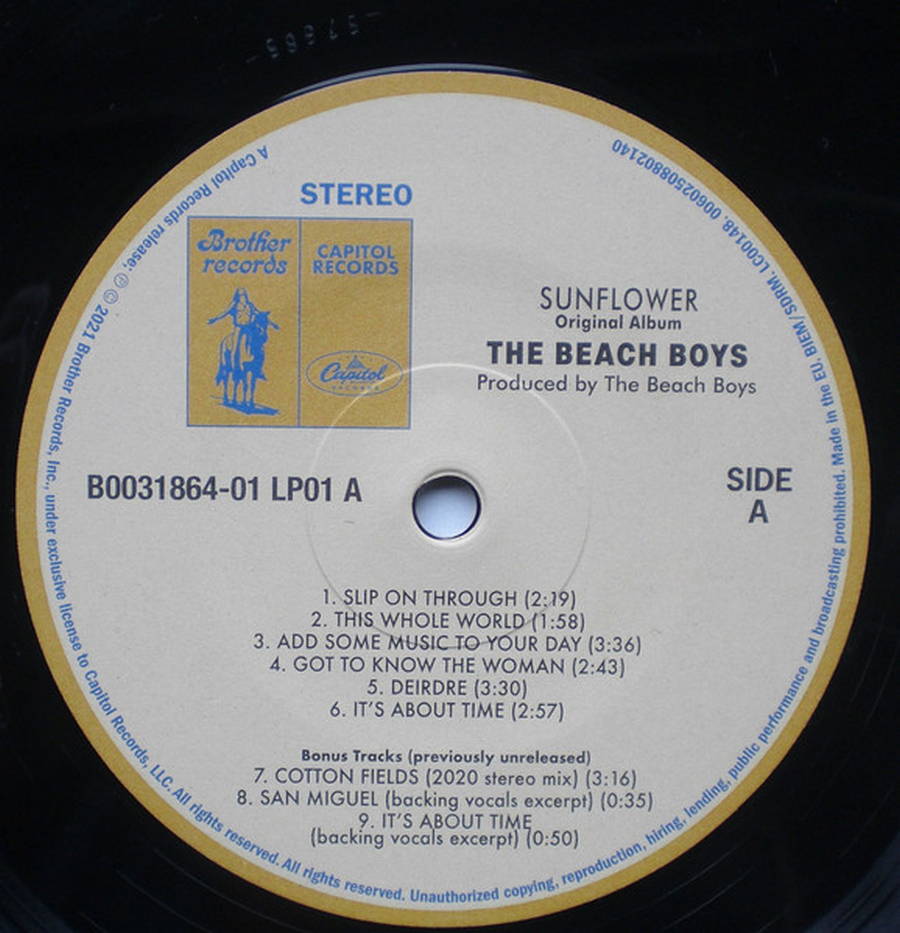 STEREO
Brother
records
CAPITOL
RECORDS
Capitol
RECORDS
SUNFLOWER
Original Album
THE BEACH BOYS
Produced by The Beach Boys
B0031864-01 LP01 A
SIDE
A
1. SLIP ON THROUGH (2:19)
2. THIS WHOLE WORLD (1:58)
3. ADD SOME MUSIC TO YOUR DAY (3:36)
4. GOT TO KNOW THE WOMAN (2:43)
5. DEIRDRE (3:30)
6. IT'S ABOUT TIME (2:57)
Bonus Tracks (previously unreleased)
7. COTTON FIELDS (2020 stereo mix) (3:16)
8. SAN MIGUEL (backing vocals excerpt) (0:35)
9. IT'S ABOUT TIME
(backing vocals excerpt) (0:50)
A Capitol Records release; ℗ © 2021 Brother Records, Inc., under exclusive license to Capitol Records, LLC. All rights reserved. All rights reserved. Unauthorized copying, reproduction, hiring, lending, public performance and broadcasting prohibited. Made in the EU. BIEM/SDRM. LC00148. 00602508802140